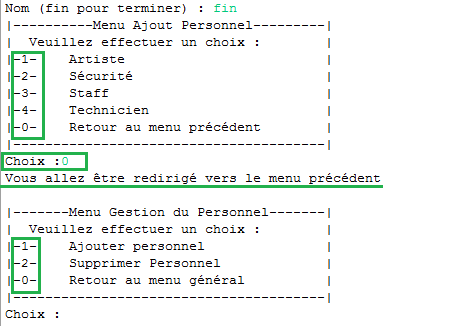 Nom (fin pour terminer) : fin
|----------Menu Ajout Personnel---------|
|  Veuillez effectuer un choix :        |
|-1-    Artiste                         |
|-2-    Sécurité                        |
|-3-    Staff                           |
|-4-    Technicien                      |
|-0-    Retour au menu précédent        |
|---------------------------------------|
Choix :0
Vous allez être redirigé vers le menu précédent
|-------Menu Gestion du Personnel-------|
|  Veuillez effectuer un choix :        |
|-1-    Ajouter personnel               |
|-2-    Supprimer Personnel             |
|-0-    Retour au menu général          |
|---------------------------------------|
Choix :